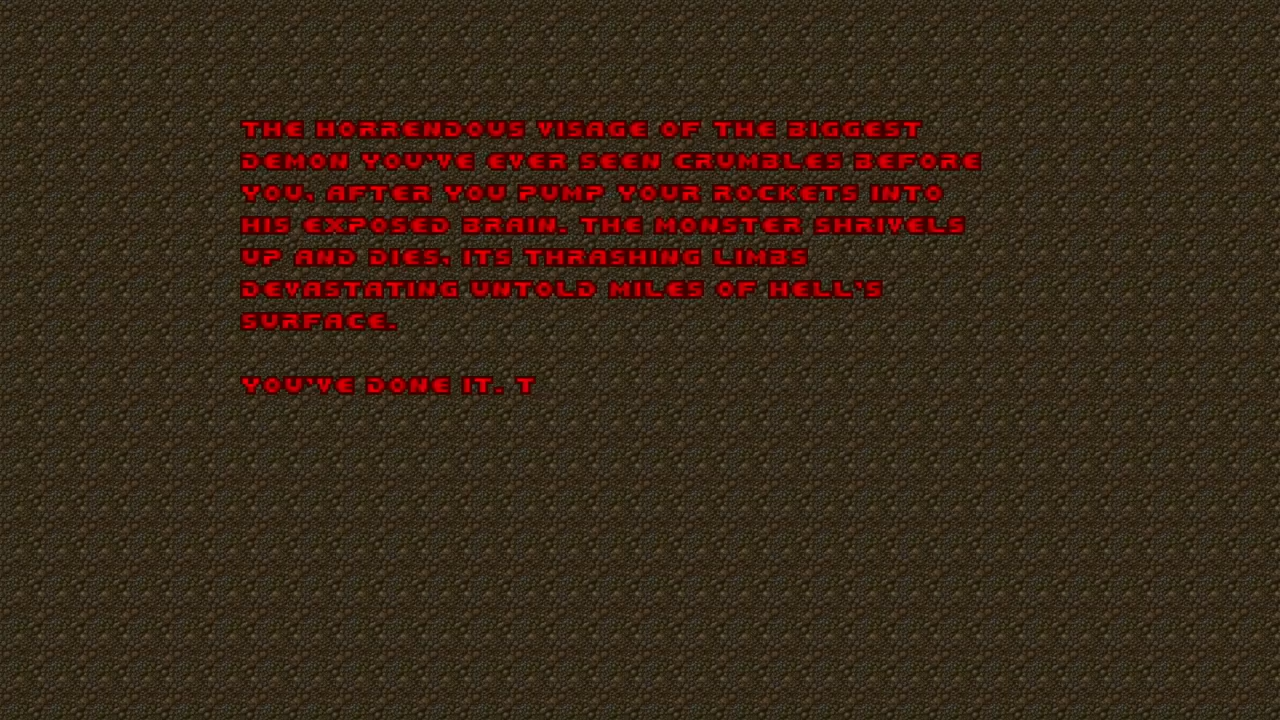 THE HORRENDOUS VISAGE OF THE BIGGEST
DEMON YOU'VE EVER SEEN CRUMBLES BEFORE
YOU, AFTER YOU PUMP YOUR ROCKETS INTO
HIS EXPOSED BRAIN. THE MONSTER SHRIVELS
UP AND DIES, ITS THRASHING LIMBS
DEVASTATING UNTOLD MILES OF HELL'S
SURFACE.
YOU'VE DONE IT. T